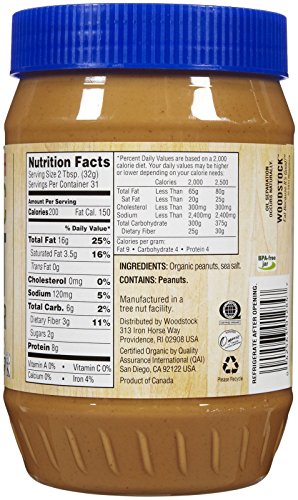 Nutrition Facts
Serving Size 2 Tbsp. (32g)
Servings Per Container 31
Amount Per Serving
Calories 200 Fat Cal. 150
% Daily Value*
Total Fat 16g 25%
Saturated Fat 3.5g 16%
Trans Fat 0g
Cholesterol 0mg 0%
Sodium 120mg 5%
Total Carb. 6g 2%
Dietary Fiber 3g 11%
Sugars 2g
Protein 8g
Vitamin A 0% • Vitamin C 0%
Calcium 0% • Iron 4%
*Percent Daily Values are based on a
2,000 calorie diet. Your daily values may be higher
or lower depending on your calorie needs:
Calories 2,000 2,500
Total Fat Less Than 65g 80g
Sat Fat Less Than 20g 25g
Cholesterol Less Than 300mg 300mg
Sodium Less Than 2,400mg 2,400mg
Total Carbohydrate 300g 375g
Dietary Fiber 25g 30g
Calories per gram:
Fat 9 • Carbohydrate 4 • Protein 4
INGREDIENTS: Organic peanuts, sea salt.
CONTAINS: Peanuts.
Manufactured in a
tree nut facility.
Distributed by Woodstock
313 Iron Horse Way
Providence, RI 02908 USA
Certified Organic by Quality
Assurance International (QAI)
San Diego, CA 92122 USA
Product of Canada
Please Recycle
OIL SEPARATION
OCCURS NATURALLY.
WOODSTOCK
BPA-free
jar
REFRIGERATE AFTER OPENING.